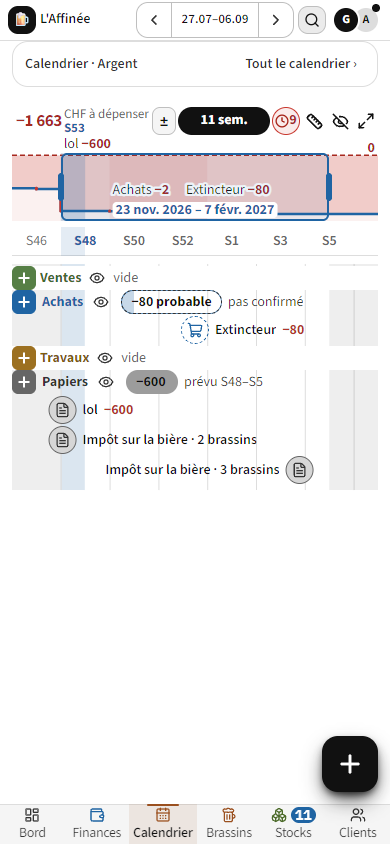 L'Affinée
27.07–06.09
G
A
Calendrier · Argent
Tout le calendrier ›
−1 663 CHF à dépenser
S53
lol −600
±
11 sem.
9
0
Achats −2 Extincteur −80
23 nov. 2026 – 7 févr. 2027
S46 S48 S50 S52 S1 S3 S5
Ventes vide
Achats −80 probable pas confirmé
Extincteur −80
Travaux vide
Papiers −600 prévu S48–S5
lol −600
Impôt sur la bière · 2 brassins
Impôt sur la bière · 3 brassins
Bord Finances Calendrier Brassins Stocks 11 Clients